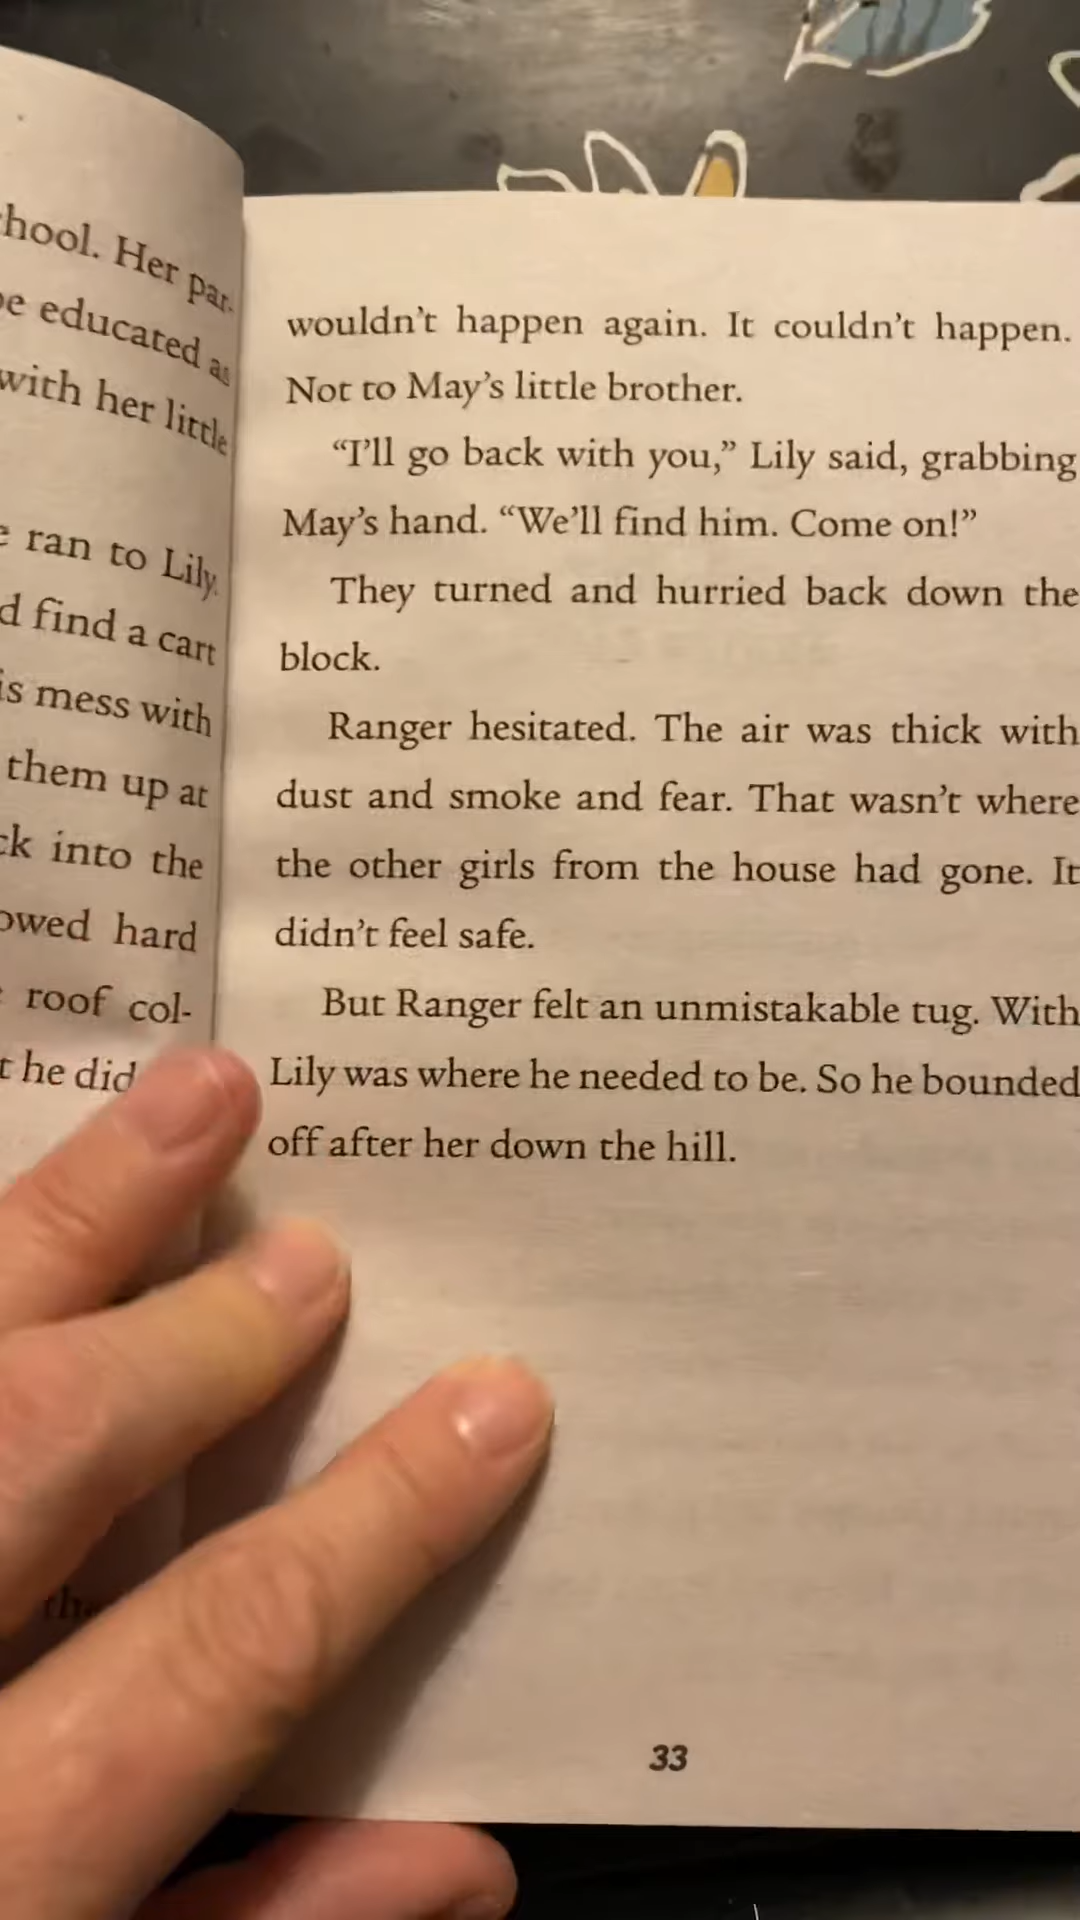 hool. Her par-
e educated as
with her little
ran to Lily.
d find a cart
is mess with
them up at
ck into the
owed hard
roof col-
t he did
wouldn't happen again. It couldn't happen.
Not to May's little brother.
“I'll go back with you,” Lily said, grabbing
May's hand. “We'll find him. Come on!”
They turned and hurried back down the
block.
Ranger hesitated. The air was thick with
dust and smoke and fear. That wasn't where
the other girls from the house had gone. It
didn't feel safe.
But Ranger felt an unmistakable tug. With
Lily was where he needed to be. So he bounded
off after her down the hill.
33